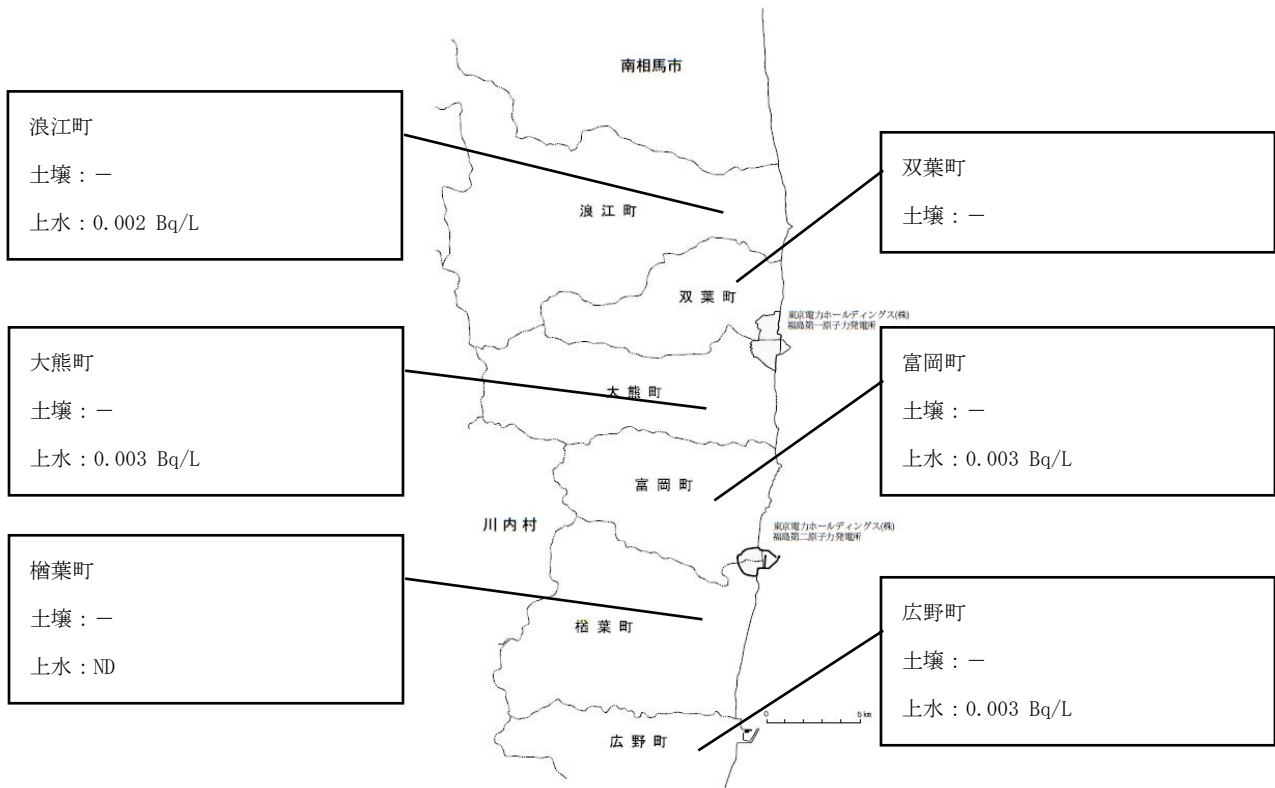 南相馬市
浪江町
土壌：－
上水：0.002 Bq/L
双葉町
土壌：－
浪江町
双葉町
東京電力ホールディングス(株)
福島第一原子力発電所
大熊町
土壌：－
上水：0.003 Bq/L
富岡町
土壌：－
上水：0.003 Bq/L
大熊町
富岡町
川内村
東京電力ホールディングス(株)
福島第二原子力発電所
楢葉町
土壌：－
上水：ND
広野町
土壌：－
上水：0.003 Bq/L
楢葉町
0 5km
広野町